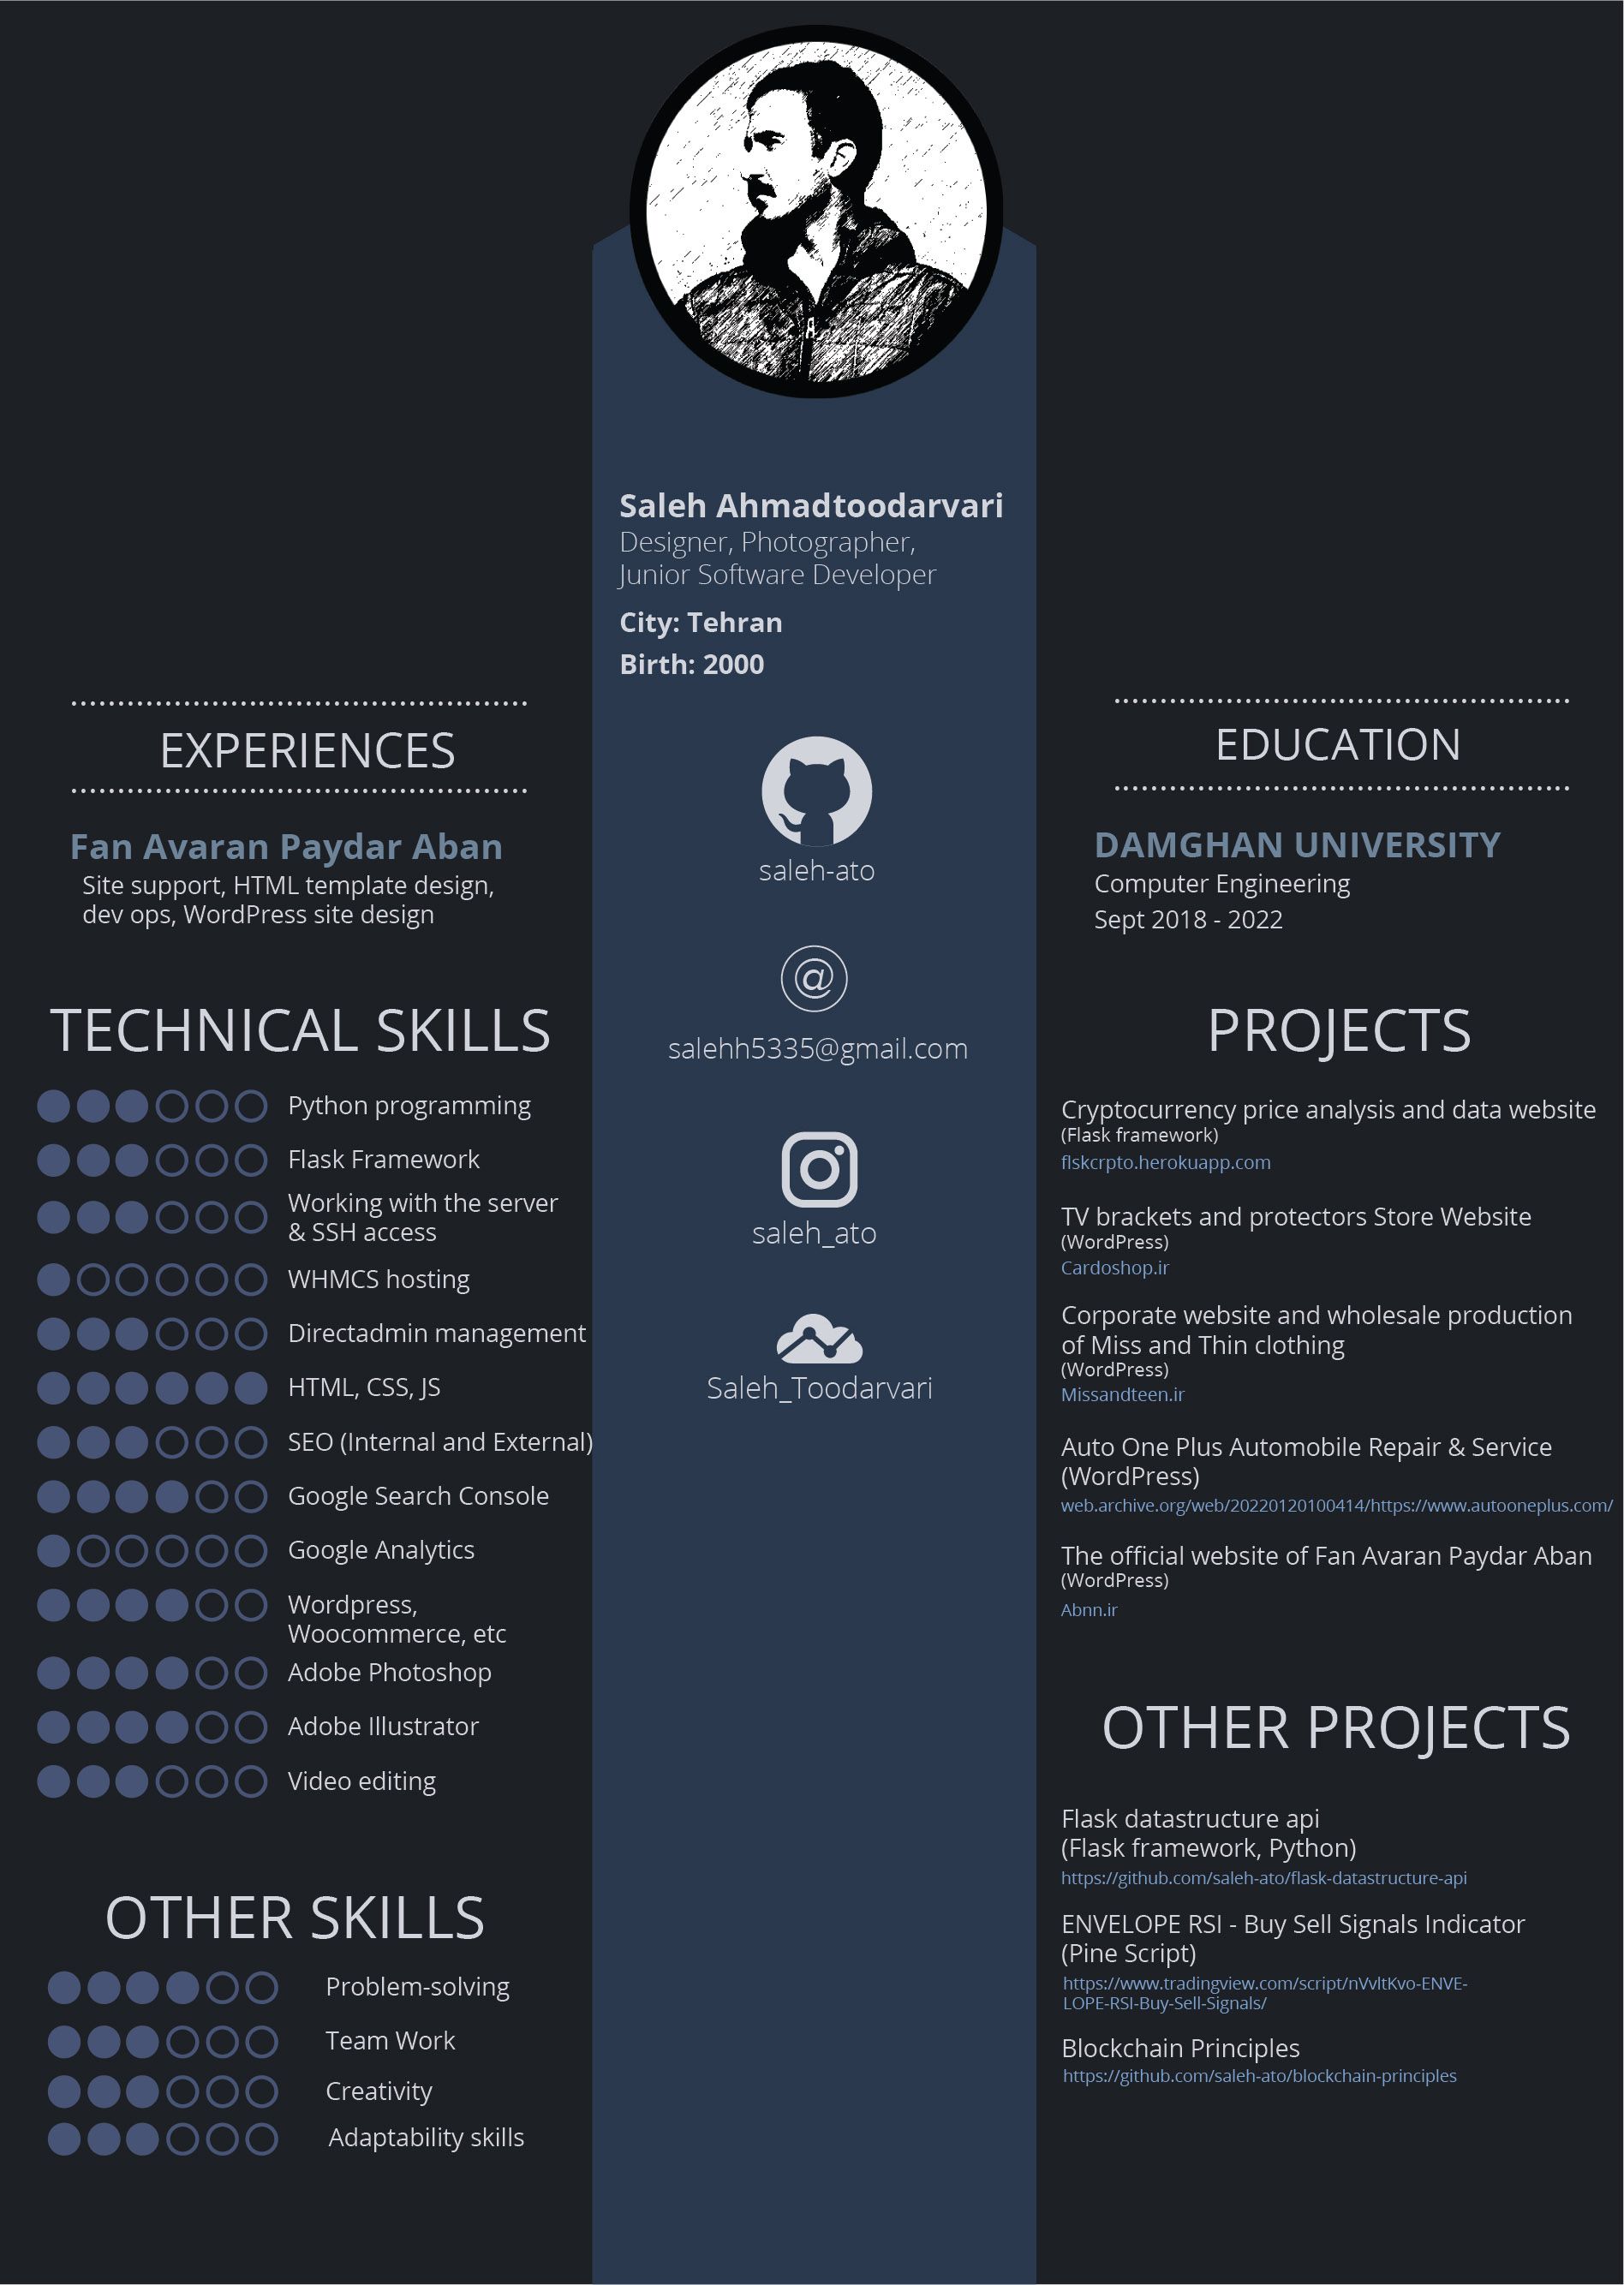 Saleh Ahmadtoodarvari
Designer, Photographer,
Junior Software Developer
City: Tehran
Birth: 2000
saleh-ato
@
salehh5335@gmail.com
saleh_ato
Saleh_Toodarvari
EXPERIENCES
Fan Avaran Paydar Aban
Site support, HTML template design,
dev ops, WordPress site design
TECHNICAL SKILLS
Python programming
Flask Framework
Working with the server
& SSH access
WHMCS hosting
Directadmin management
HTML, CSS, JS
SEO (Internal and External)
Google Search Console
Google Analytics
Wordpress,
Woocommerce, etc
Adobe Photoshop
Adobe Illustrator
Video editing
OTHER SKILLS
Problem-solving
Team Work
Creativity
Adaptability skills
EDUCATION
DAMGHAN UNIVERSITY
Computer Engineering
Sept 2018 - 2022
PROJECTS
Cryptocurrency price analysis and data website
(Flask framework)
flskcrpto.herokuapp.com
TV brackets and protectors Store Website
(WordPress)
Cardoshop.ir
Corporate website and wholesale production
of Miss and Thin clothing
(WordPress)
Missandteen.ir
Auto One Plus Automobile Repair & Service
(WordPress)
web.archive.org/web/20220120100414/https://www.autooneplus.com/
The official website of Fan Avaran Paydar Aban
(WordPress)
Abnn.ir
OTHER PROJECTS
Flask datastructure api
(Flask framework, Python)
https://github.com/saleh-ato/flask-datastructure-api
ENVELOPE RSI - Buy Sell Signals Indicator
(Pine Script)
https://www.tradingview.com/script/nVvltKvo-ENVE-
LOPE-RSI-Buy-Sell-Signals/
Blockchain Principles
https://github.com/saleh-ato/blockchain-principles